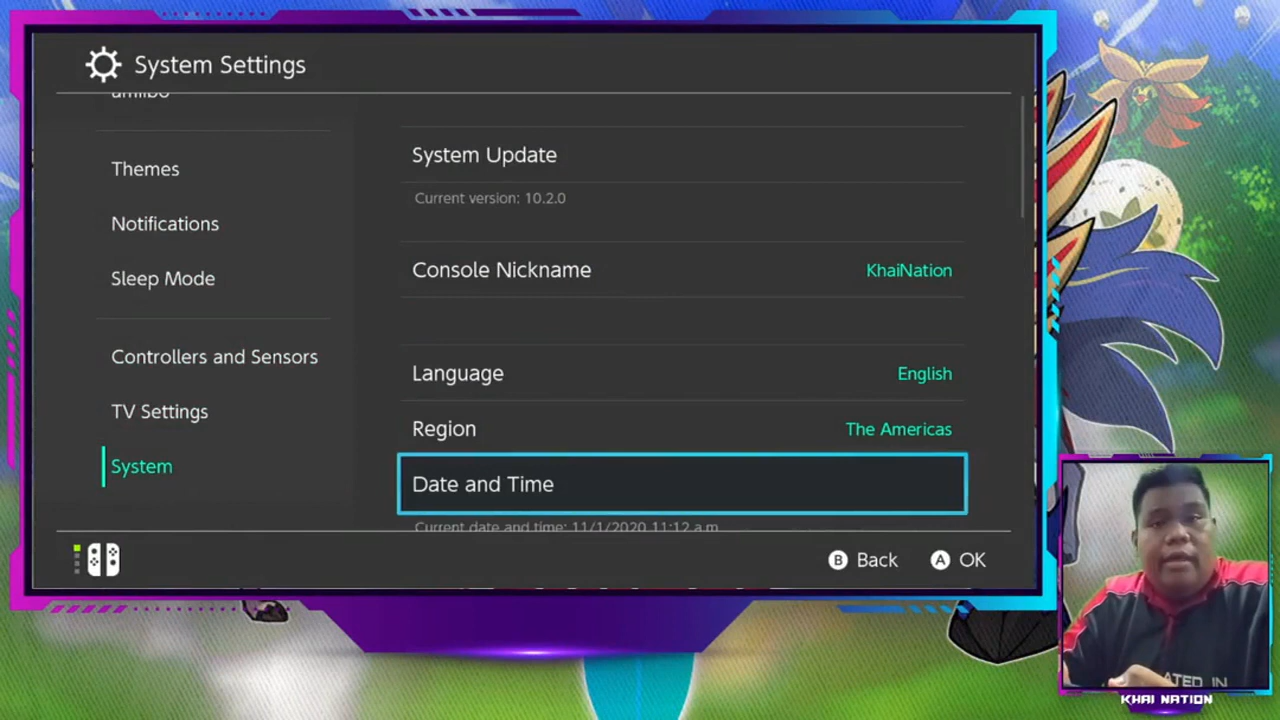 System Settings
amiibo
Themes
Notifications
Sleep Mode
Controllers and Sensors
TV Settings
System
System Update
Current version: 10.2.0
Console Nickname
KhaiNation
Language
English
Region
The Americas
Date and Time
Current date and time: 11/1/2020 11:12 a.m
B Back
A OK
ATED IN
KHAI NATION